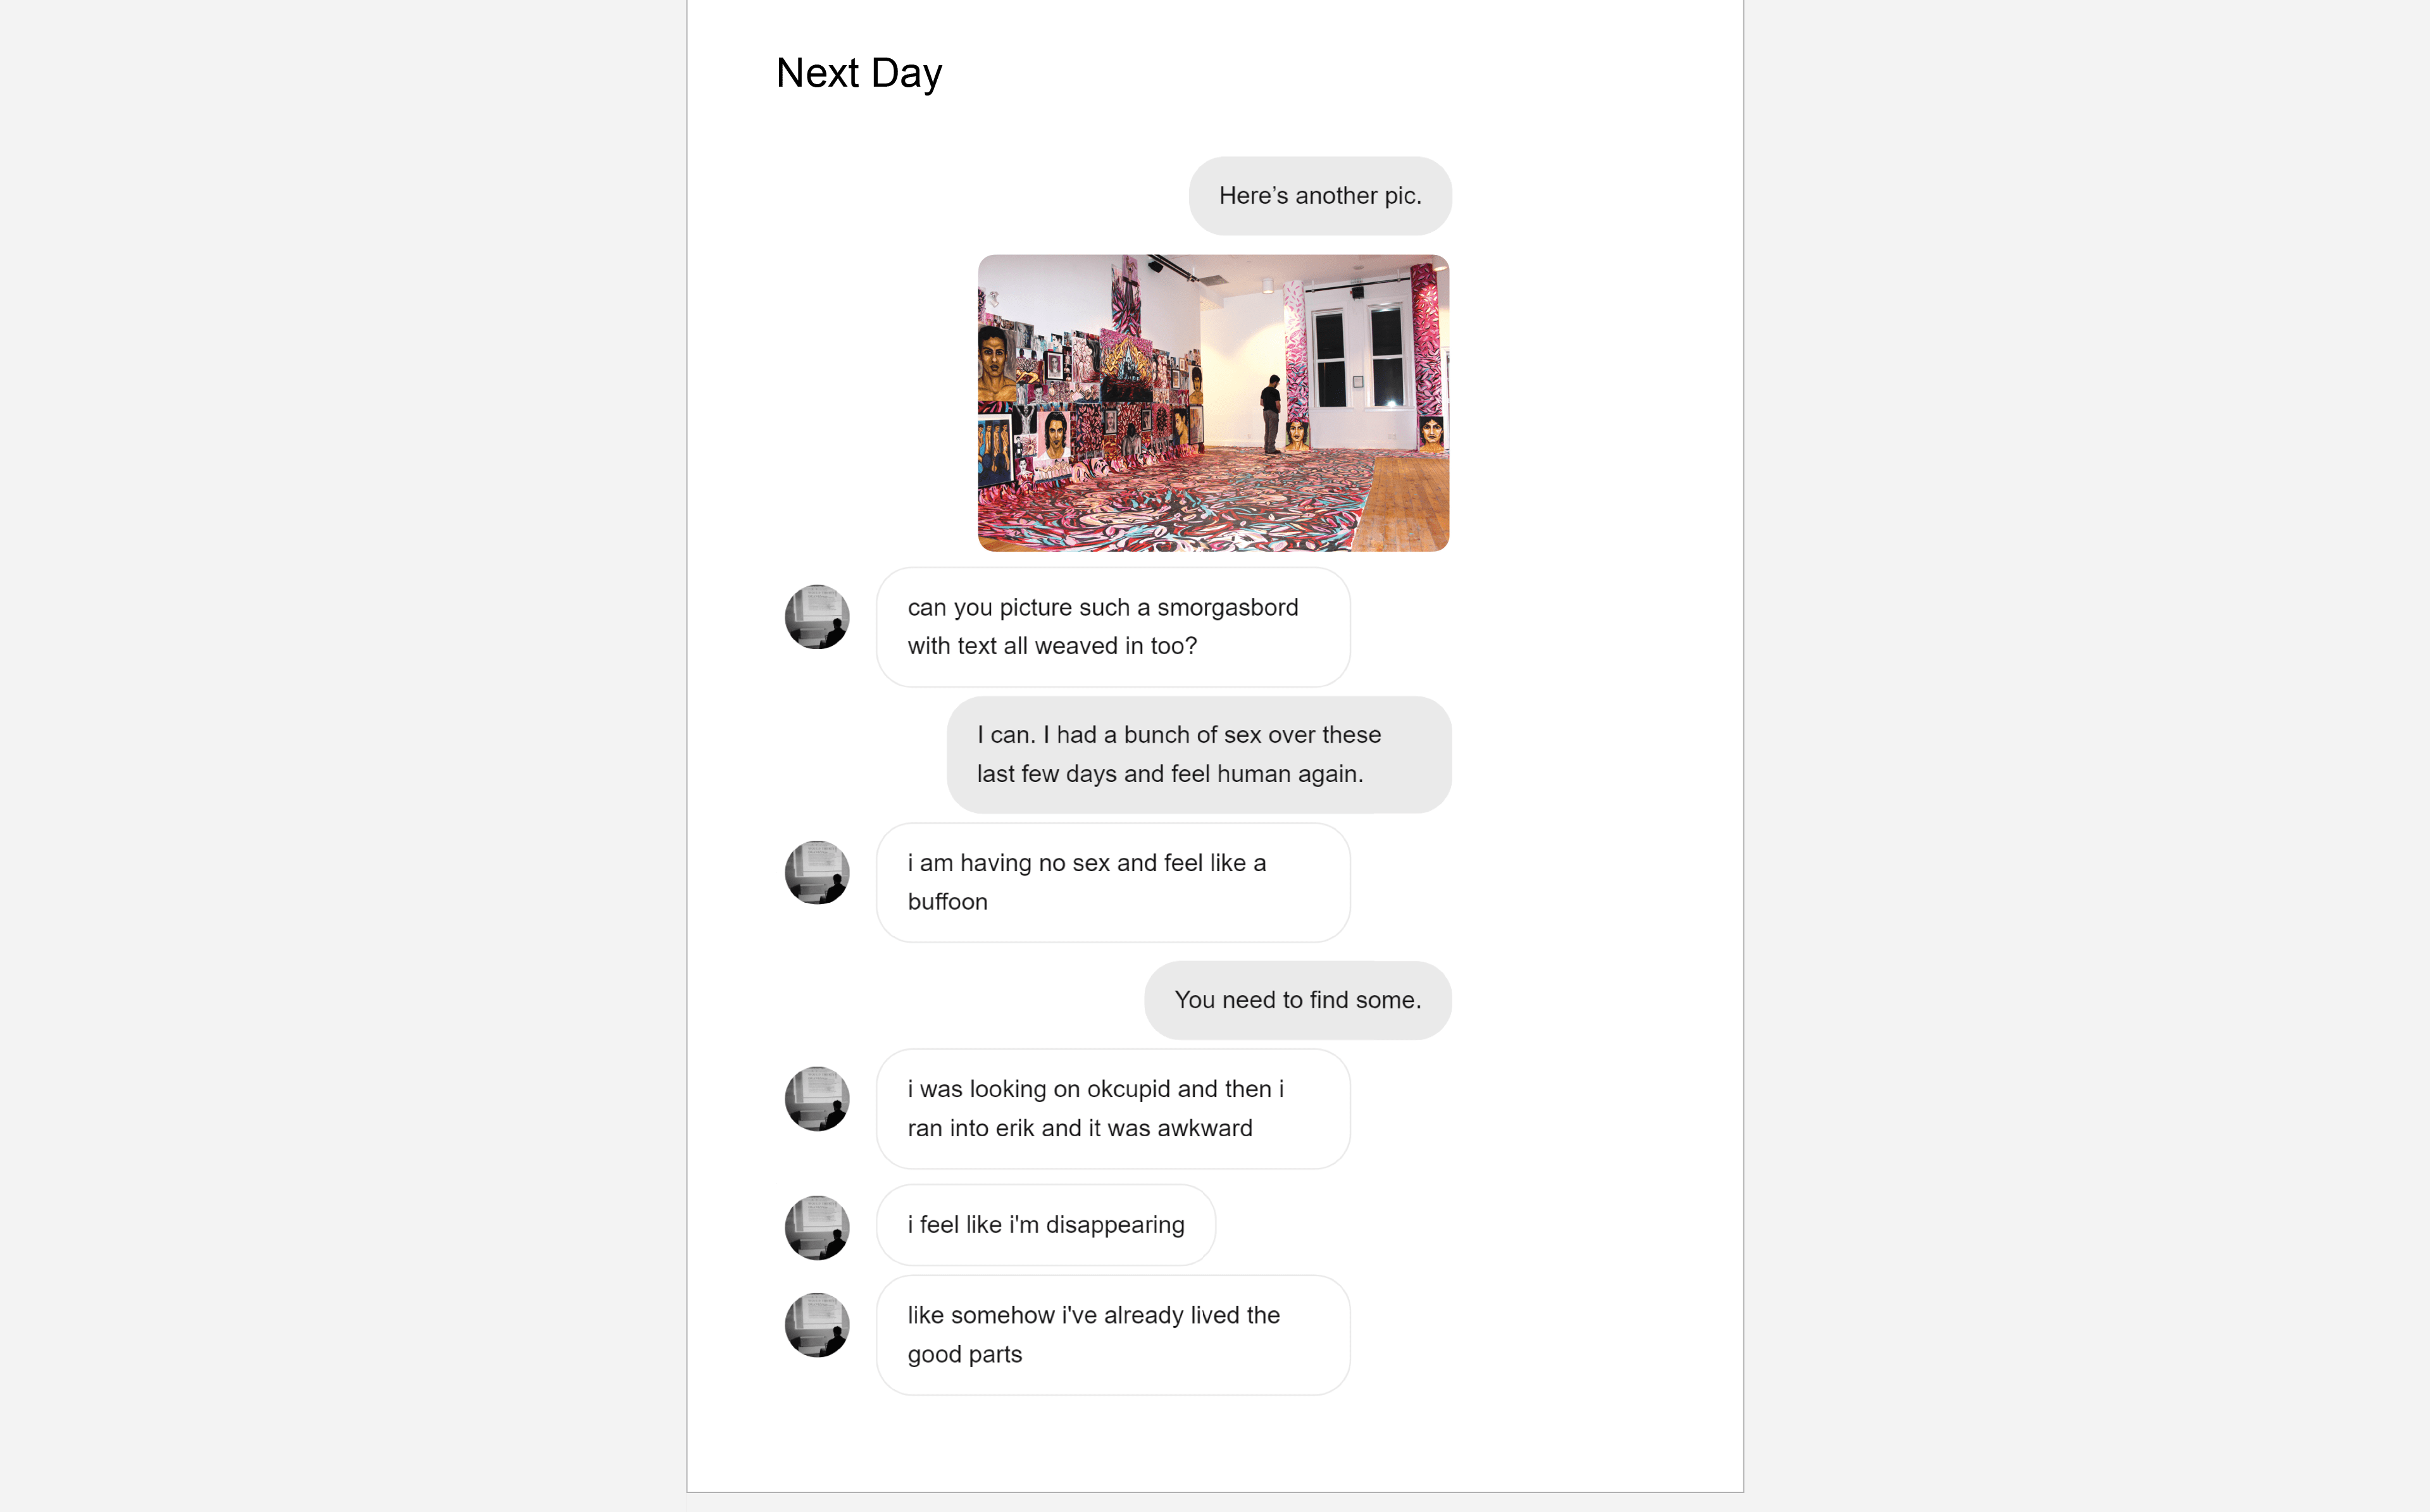 Next Day
Here’s another pic.
can you picture such a smorgasbord
with text all weaved in too?
I can. I had a bunch of sex over these
last few days and feel human again.
i am having no sex and feel like a
buffoon
You need to find some.
i was looking on okcupid and then i
ran into erik and it was awkward
i feel like i'm disappearing
like somehow i've already lived the
good parts